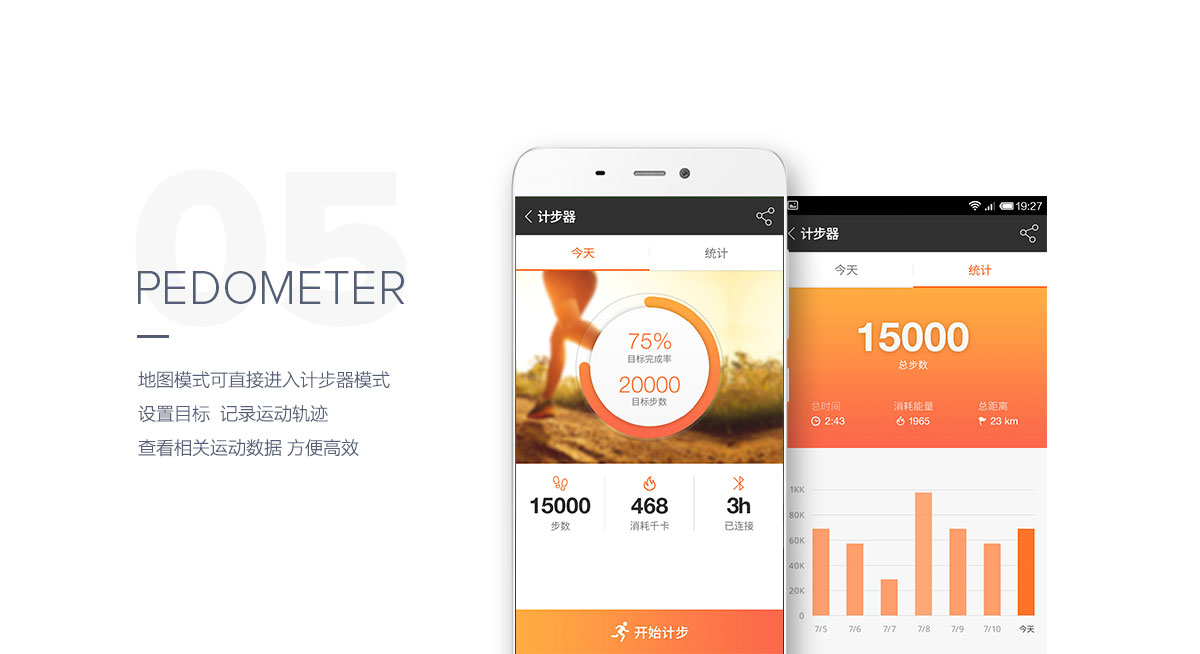 05
PEDOMETER
地图模式可直接进入计步器模式
设置目标 记录运动轨迹
查看相关运动数据 方便高效
计步器
今天 统计
75%
目标完成率
20000
目标步数
15000 468 3h
步数 消耗千卡 已连接
开始计步
19:27
计步器
今天 统计
15000
总步数
总时间 消耗能量 总距离
2:43 1965 23 km
1KK
80K
60K
40K
20K
0
7/5 7/6 7/7 7/8 7/9 7/10 今天